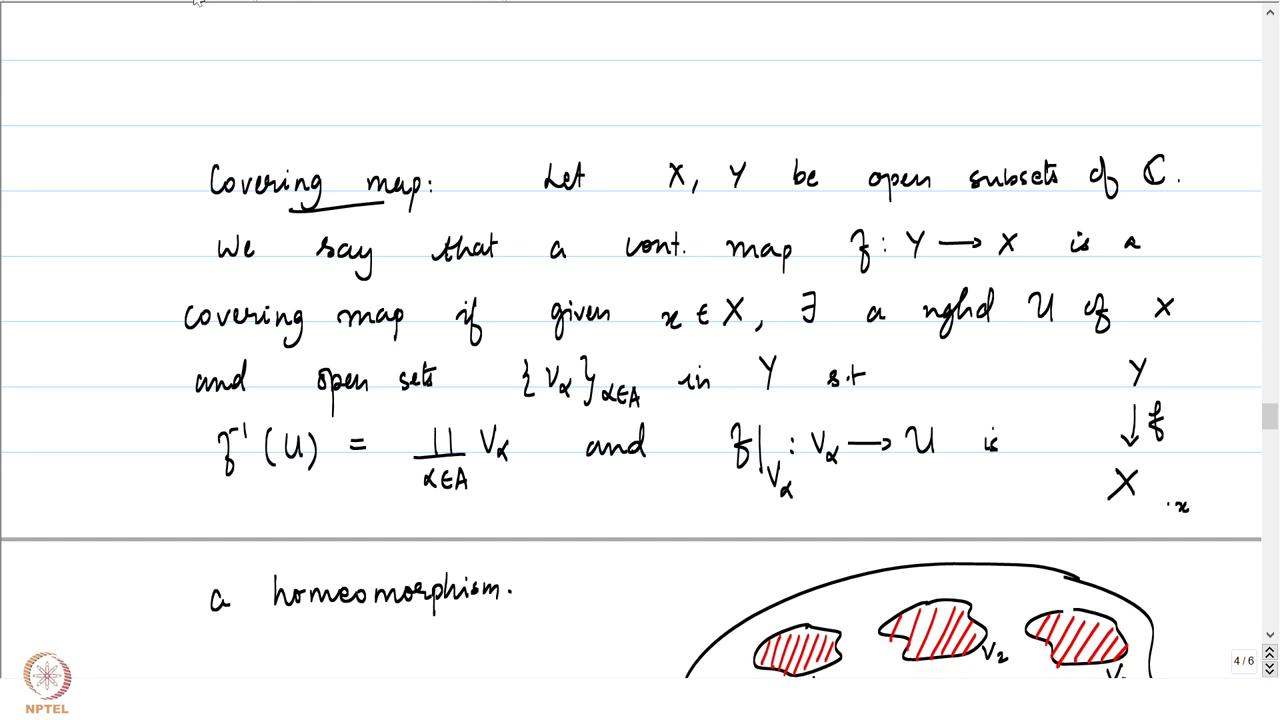 Covering map: Let X, Y be open subsets of ℂ.
We say that a cont. map f: Y ⟶ X is a
covering map if given x ∈ X, ∃ a nghd U of x
and open sets {V_α}_{α∈A} in Y s.t
Y
↓ f
X
.x
f⁻¹(U) = ∐_{α∈A} V_α and f|_{V_α} : V_α ⟶ U is
a homeomorphism.
V₂
4 / 6
NPTEL